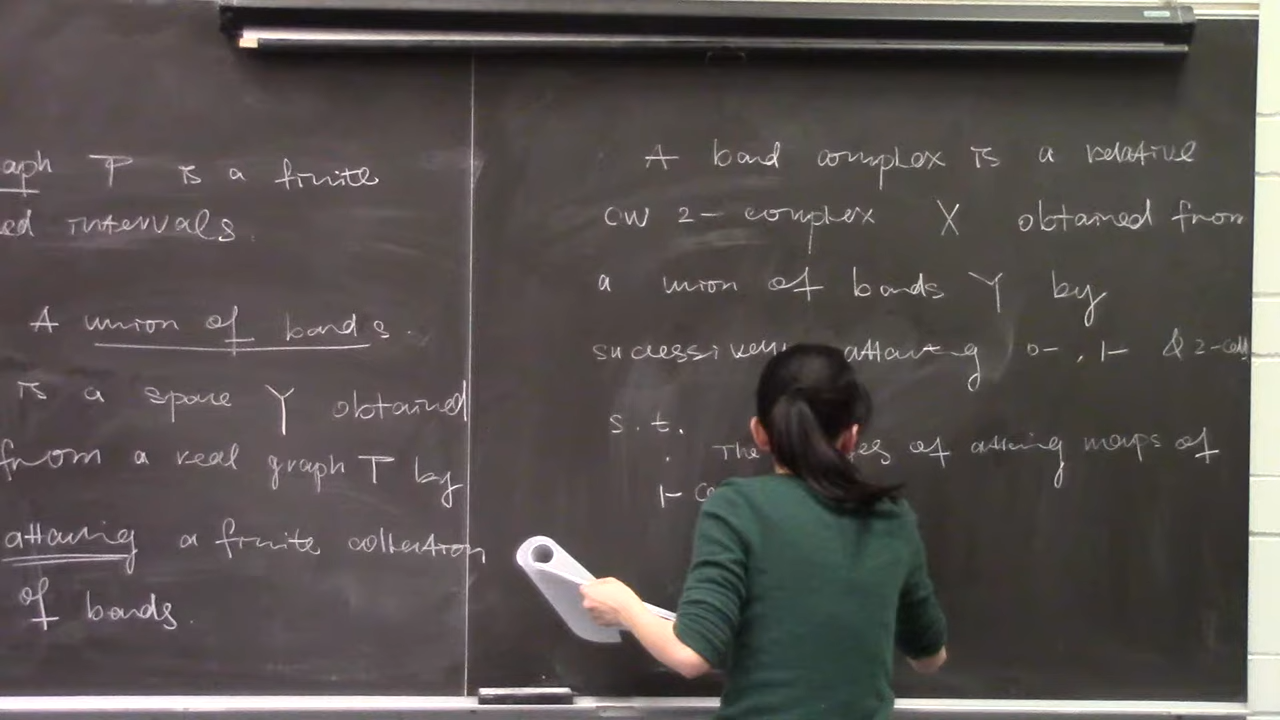 aph T is a finite
ed intervals.
A union of bands.
is a space Y obtained
from a real graph T by
attaching a finite collection
of bands.
A band complex is a relative
CW 2-complex X obtained from
a union of bands Y by
successively attaching 0-, 1- & 2-cells
s.t.
· The es of attaching maps of
1-